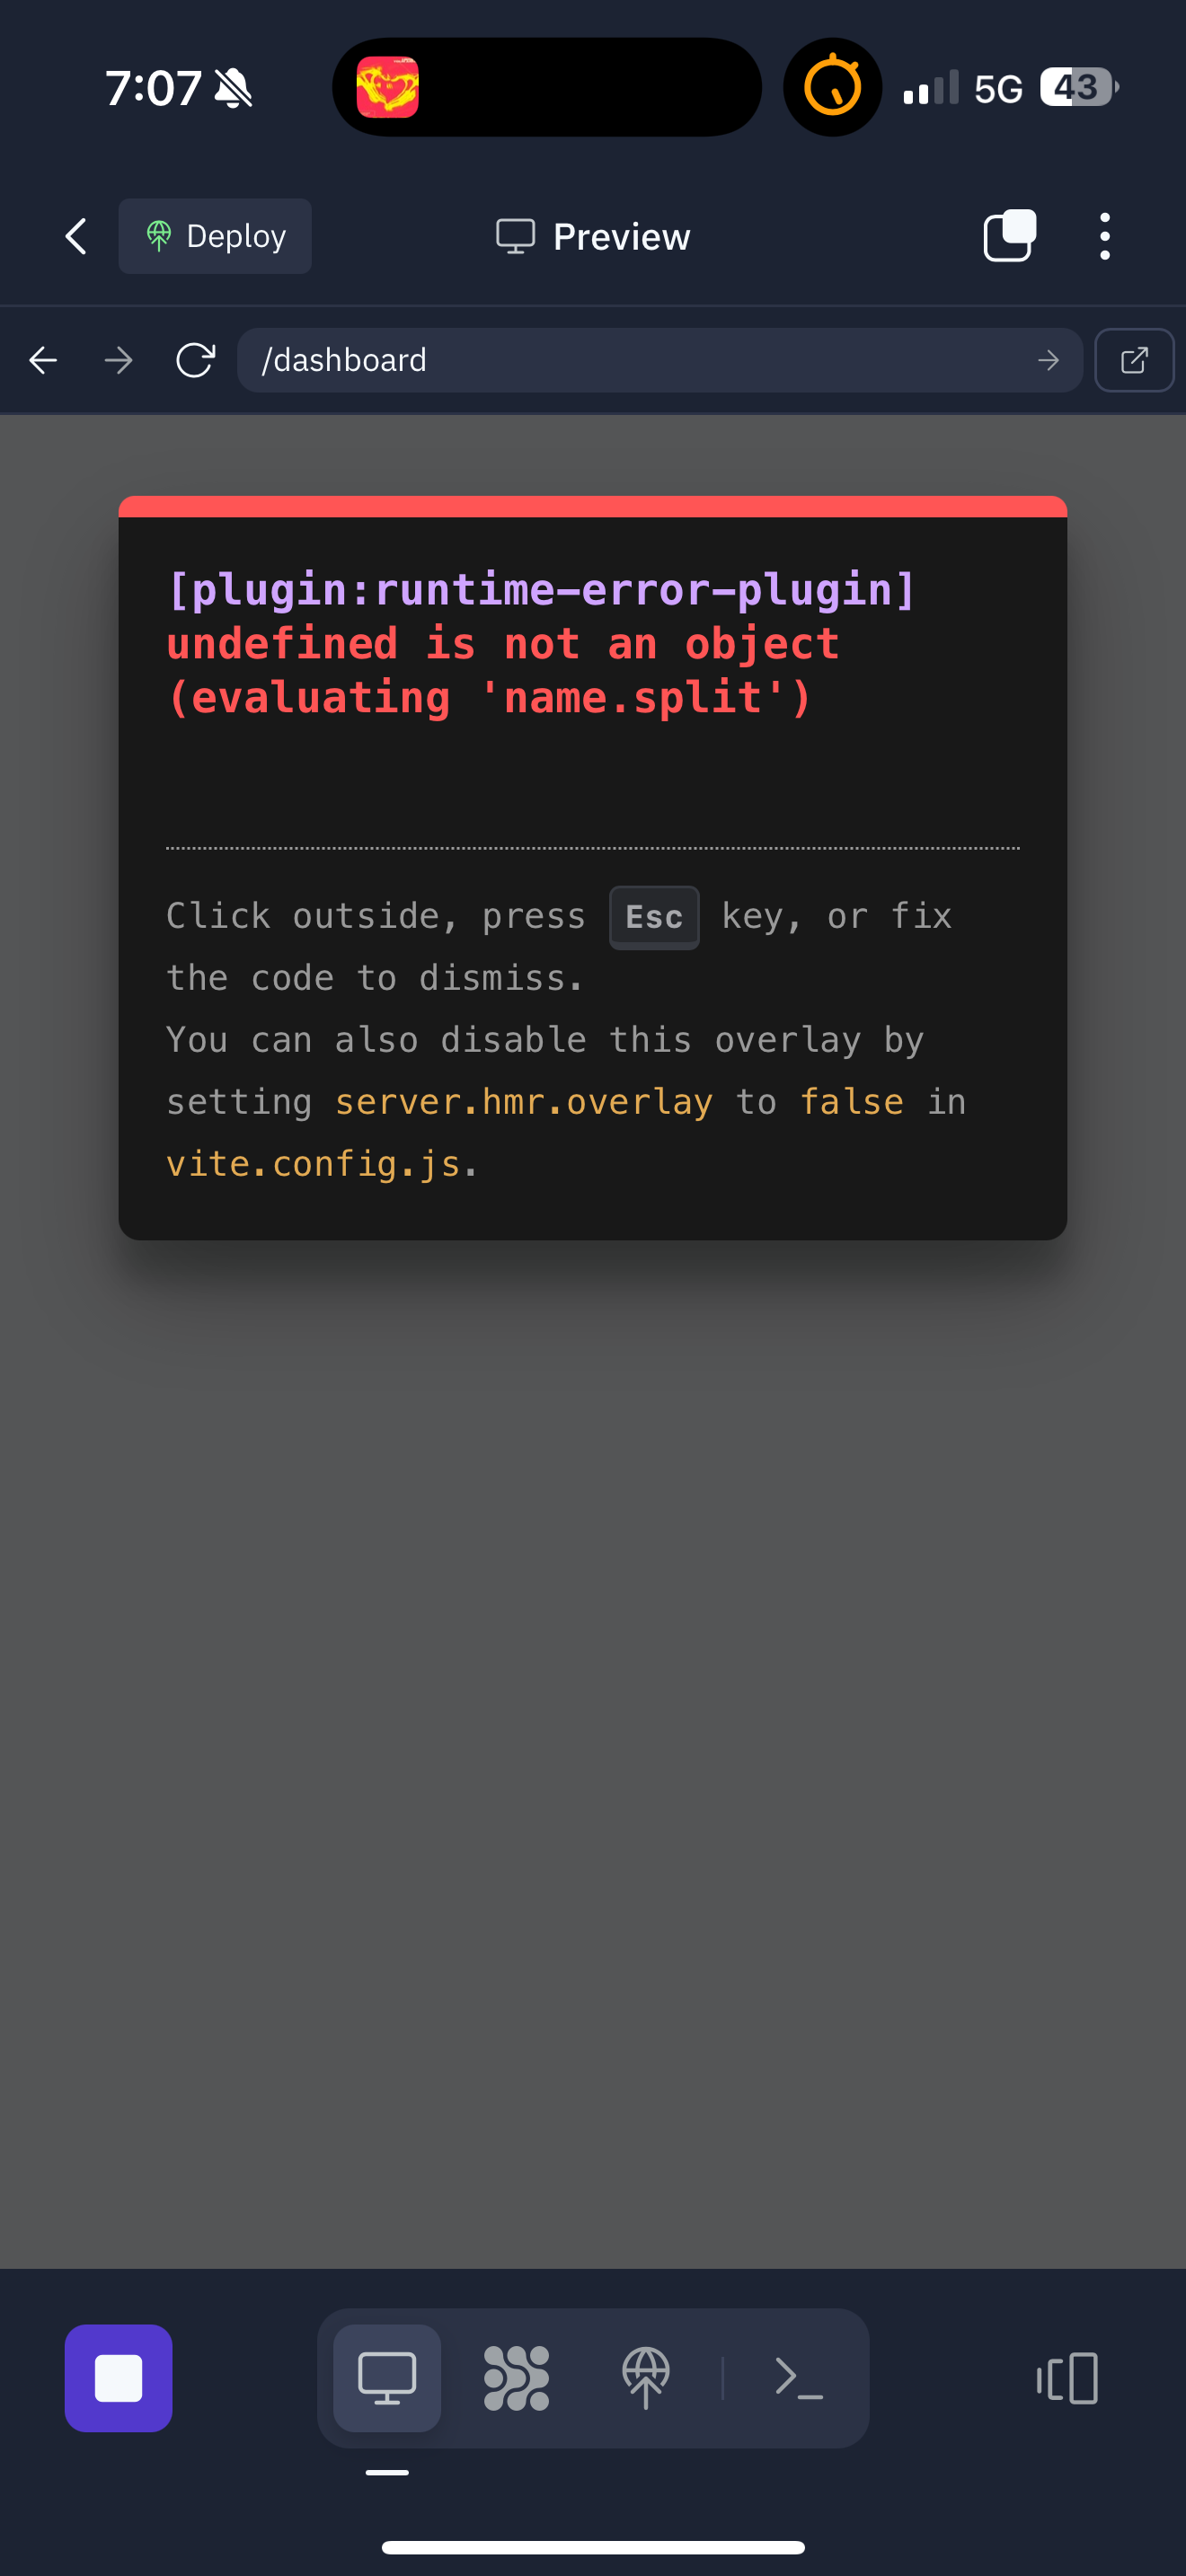 7:07
5G
43
Deploy
Preview
/dashboard
[plugin:runtime-error-plugin]
undefined is not an object
(evaluating 'name.split')
Click outside, press Esc key, or fix
the code to dismiss.
You can also disable this overlay by
setting server.hmr.overlay to false in
vite.config.js.